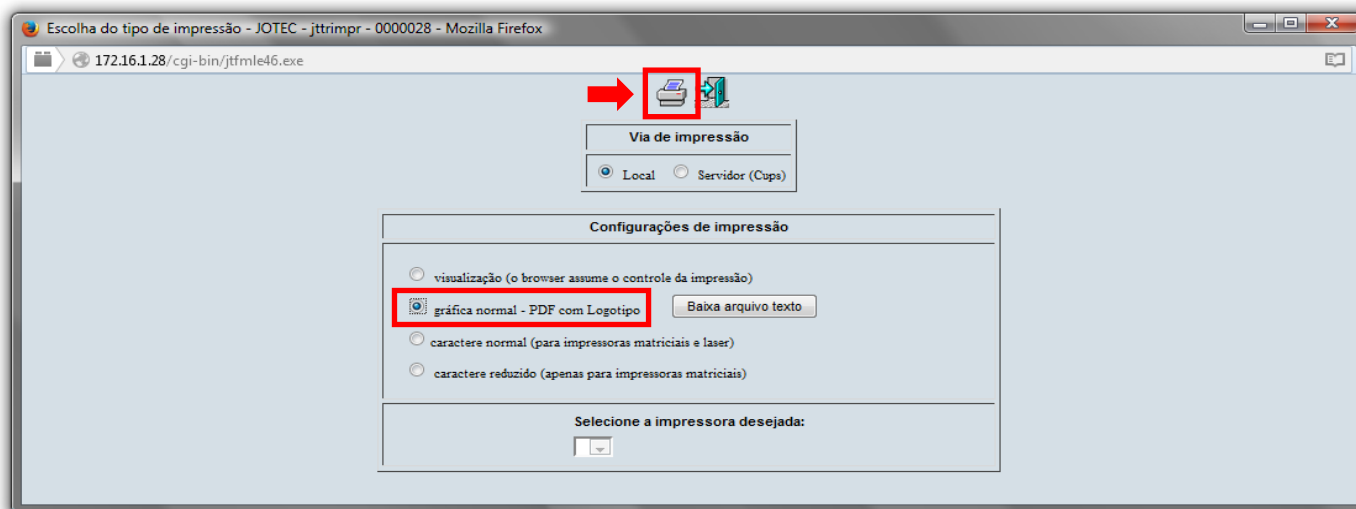 Escolha do tipo de impressão - JOTEC - jttrimpr - 0000028 - Mozilla Firefox
172.16.1.28/cgi-bin/jtfmle46.exe
Via de impressão
Local Servidor (Cups)
Configurações de impressão
visualização (o browser assume o controle da impressão)
gráfica normal - PDF com Logotipo Baixa arquivo texto
caractere normal (para impressoras matriciais e laser)
caractere reduzido (apenas para impressoras matriciais)
Selecione a impressora desejada: